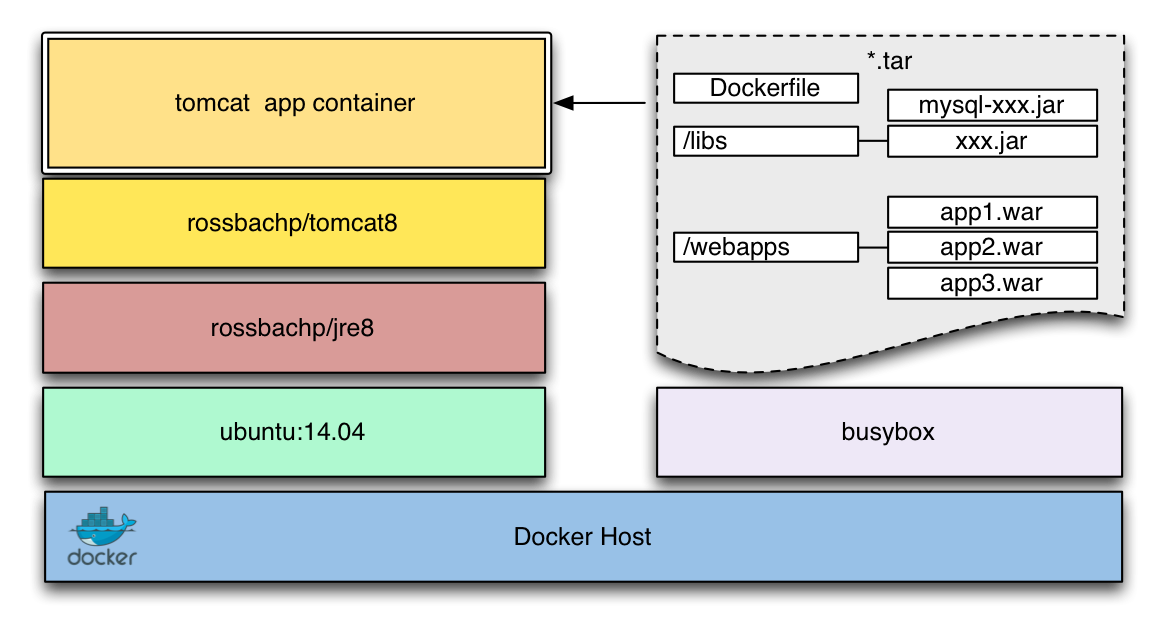 tomcat  app container
rossbachp/tomcat8
rossbachp/jre8
ubuntu:14.04
*.tar
Dockerfile
mysql-xxx.jar
/libs
xxx.jar
app1.war
/webapps
app2.war
app3.war
busybox
docker
Docker Host